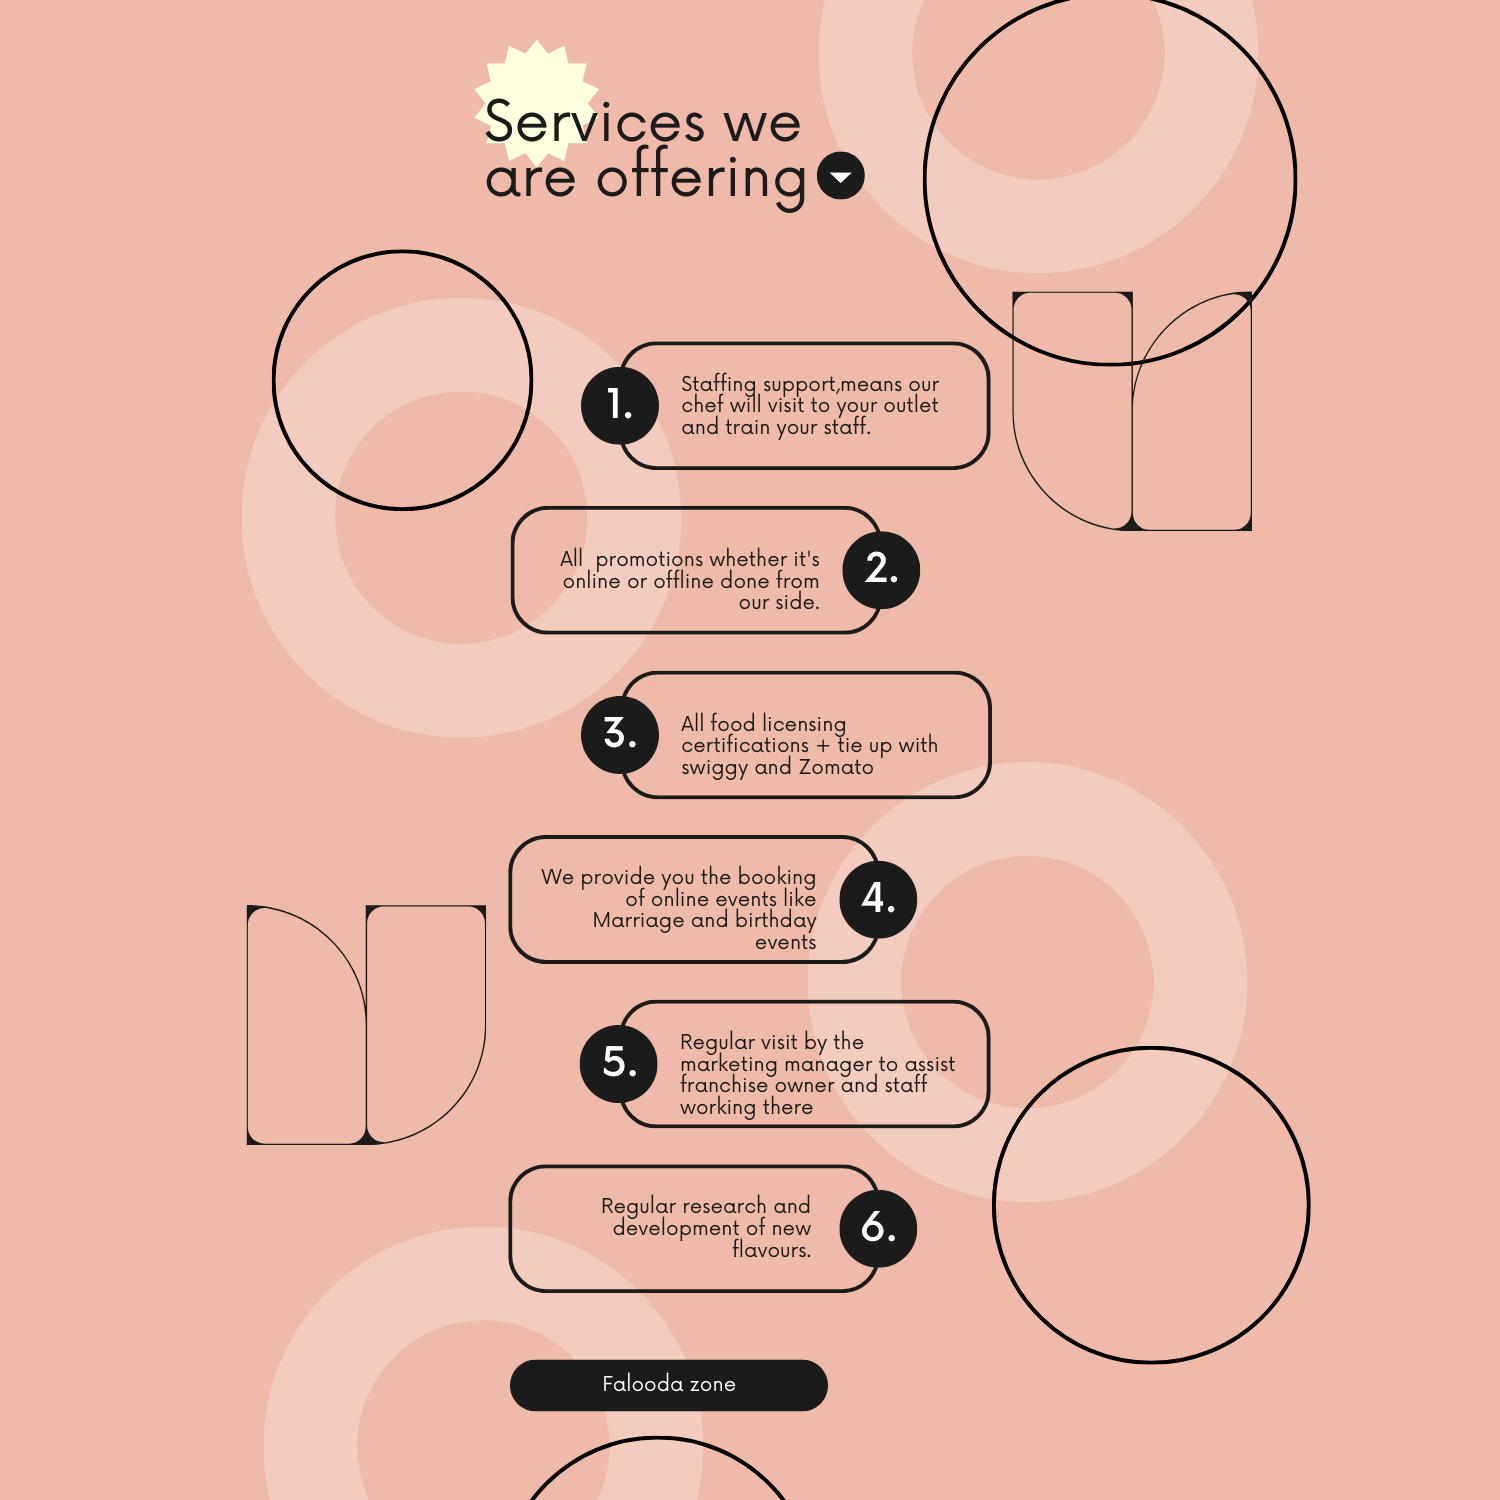 Services we
are offering
1.
Staffing support,means our
chef will visit to your outlet
and train your staff.
All  promotions whether it's
online or offline done from
our side.
2.
3.
All food licensing
certifications + tie up with
swiggy and Zomato
We provide you the booking
of online events like
Marriage and birthday
events
4.
5.
Regular visit by the
marketing manager to assist
franchise owner and staff
working there
Regular research and
development of new
flavours.
6.
Falooda zone